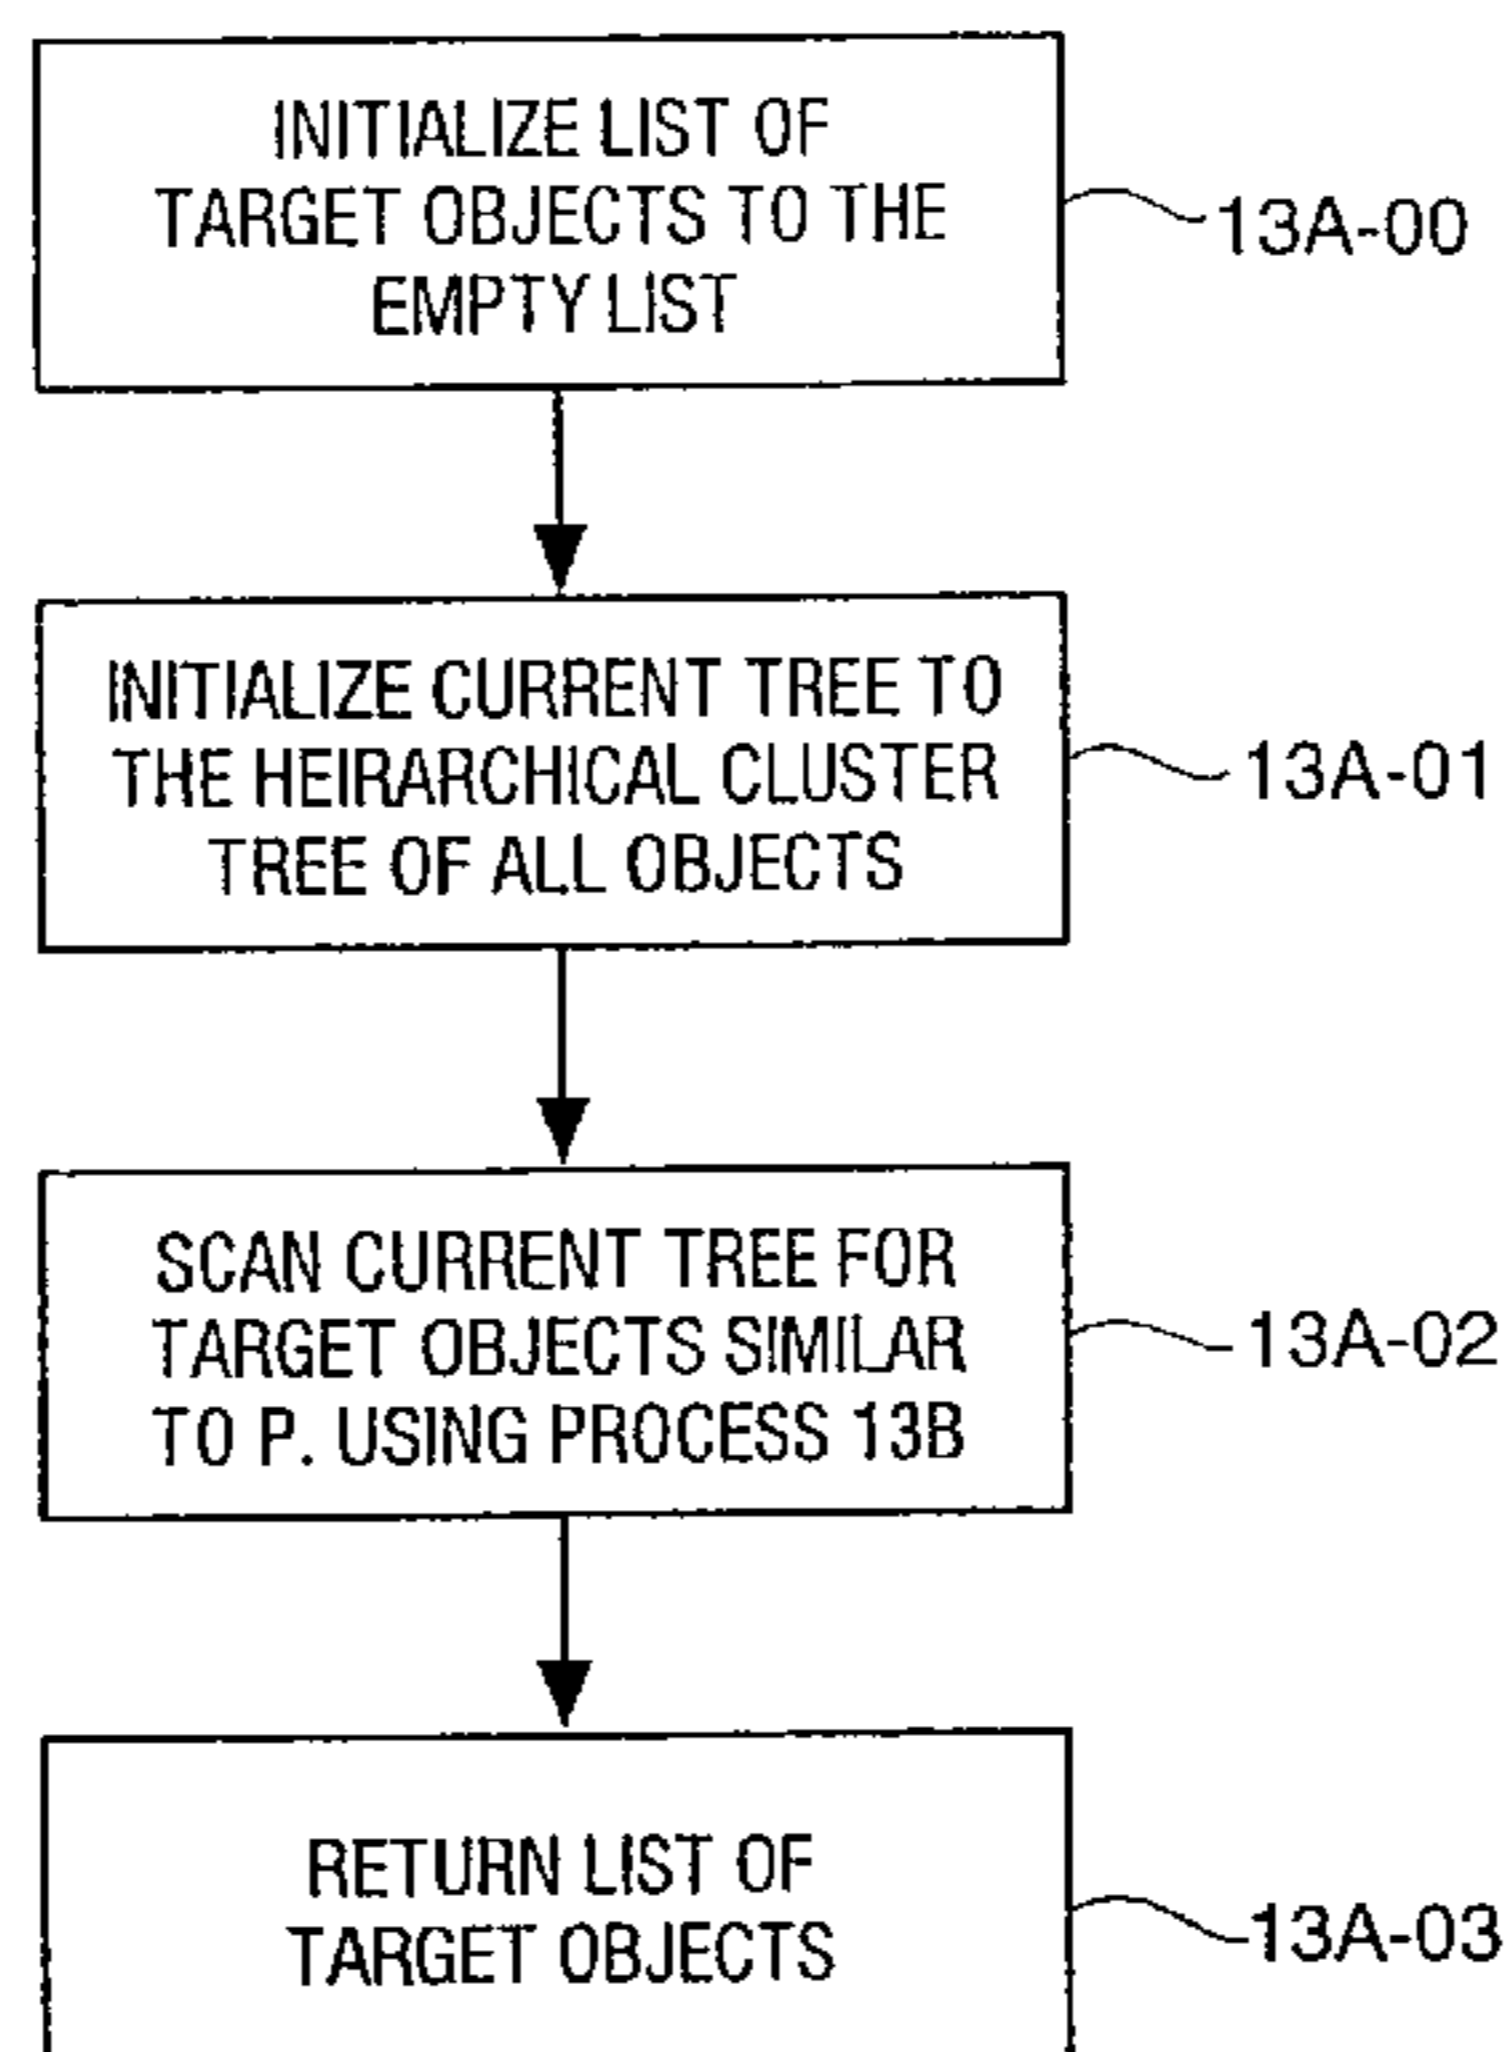 INITIALIZE LIST OF
TARGET OBJECTS TO THE
EMPTY LIST
13A-00
INITIALIZE CURRENT TREE TO
THE HEIRARCHICAL CLUSTER
TREE OF ALL OBJECTS
13A-01
SCAN CURRENT TREE FOR
TARGET OBJECTS SIMILAR
TO P. USING PROCESS 13B
13A-02
RETURN LIST OF
TARGET OBJECTS
13A-03